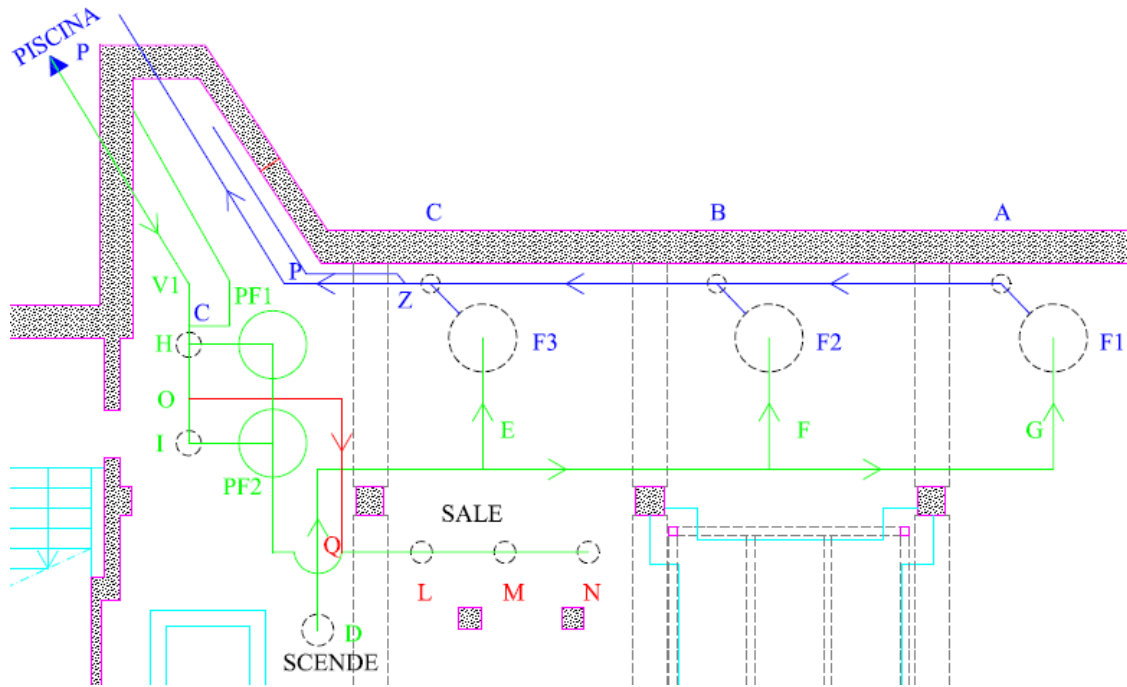 PISCINA
P
C B A
V1
C
PF1
P
Z
H
F3 F2 F1
O
I
E F G
PF2
SALE
Q
L M N
D
SCENDE